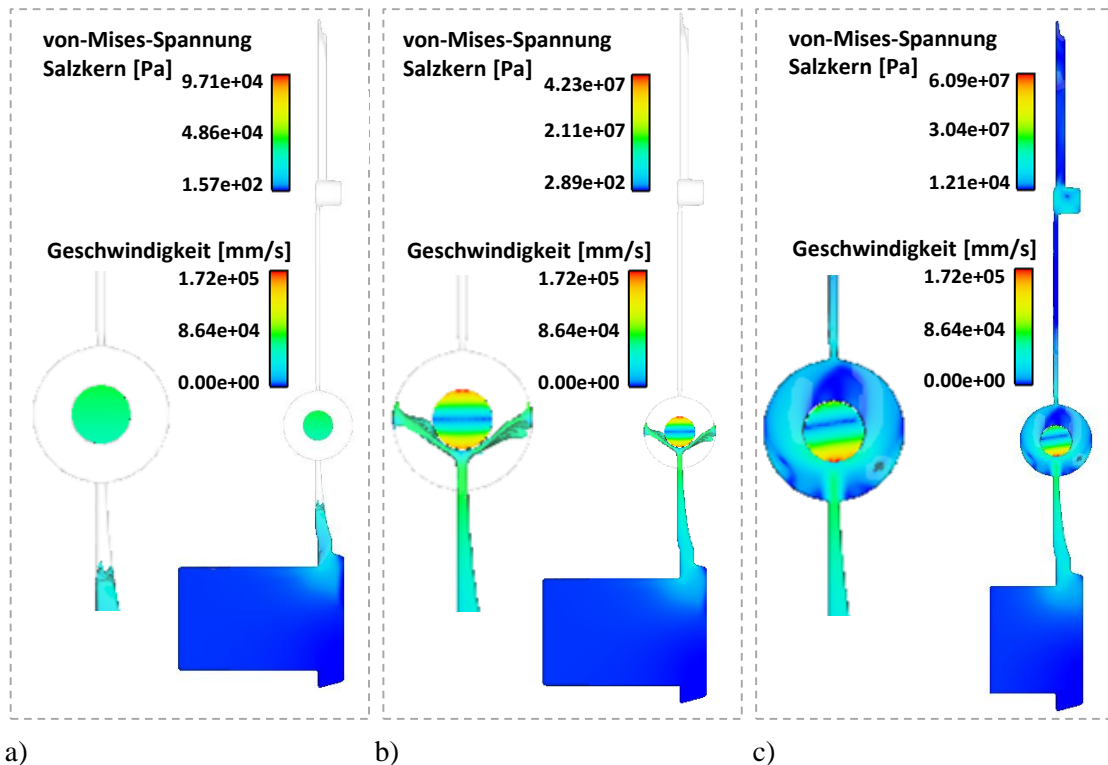 von-Mises-Spannung
Salzkern [Pa]
9.71e+04
4.86e+04
1.57e+02
Geschwindigkeit [mm/s]
1.72e+05
8.64e+04
0.00e+00
a)
von-Mises-Spannung
Salzkern [Pa]
4.23e+07
2.11e+07
2.89e+02
Geschwindigkeit [mm/s]
1.72e+05
8.64e+04
0.00e+00
b)
von-Mises-Spannung
Salzkern [Pa]
6.09e+07
3.04e+07
1.21e+04
Geschwindigkeit [mm/s]
1.72e+05
8.64e+04
0.00e+00
c)